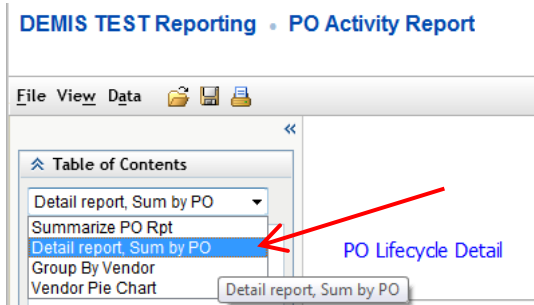 DEMIS TEST Reporting • PO Activity Report
File View Data
«
Table of Contents
Detail report, Sum by PO
Summarize PO Rpt
Detail report, Sum by PO
PO Lifecycle Detail
Group By Vendor
Vendor Pie Chart
Detail report, Sum by PO